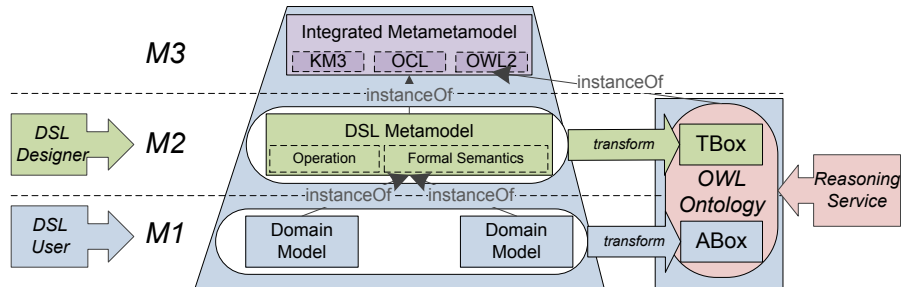 M3
Integrated Metametamodel
KM3
OCL
OWL2
instanceOf
instanceOf
DSL
Designer
M2
DSL Metamodel
Operation
Formal Semantics
transform
TBox
OWL
Ontology
Reasoning
Service
instanceOf
instanceOf
DSL
User
M1
Domain
Model
Domain
Model
transform
ABox